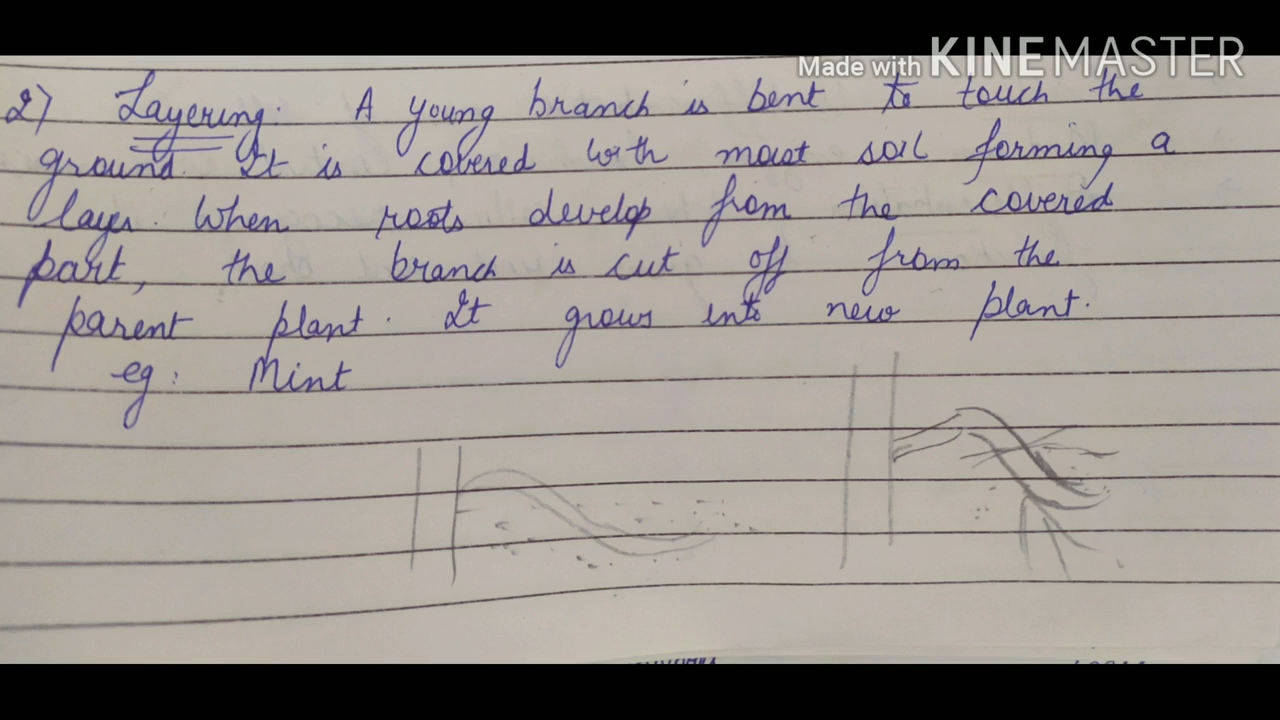 Made with KINEMASTER
2) Layering: A young branch is bent to touch the
ground. It is covered with moist soil forming a
layer. When roots develop from the covered
part, the branch is cut off from the
parent plant. It grows into new plant.
eg: Mint